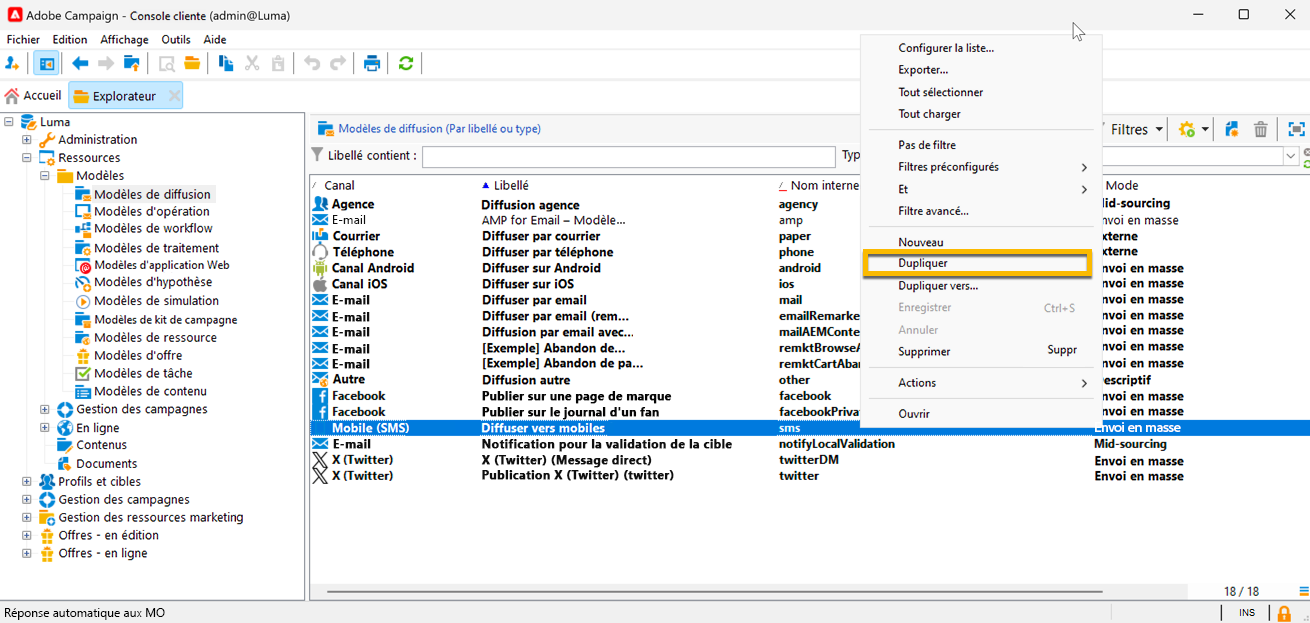 Adobe Campaign - Console cliente (admin@Luma)
Fichier Edition Affichage Outils Aide
Accueil Explorateur
Luma
Administration
Ressources
Modèles
Modèles de diffusion
Modèles d'opération
Modèles de workflow
Modèles de traitement
Modèles d'application Web
Modèles d'hypothèse
Modèles de simulation
Modèles de kit de campagne
Modèles de ressource
Modèles d'offre
Modèles de tâche
Modèles de contenu
Gestion des campagnes
En ligne
Contenus
Documents
Profils et cibles
Gestion des campagnes
Gestion des ressources marketing
Offres - en édition
Offres - en ligne
Modèles de diffusion (Par libellé ou type)
Filtres
Libellé contient : Typ
Canal Libellé Nom interne Mode
Agence Diffusion agence agency Mid-sourcing
E-mail AMP for Email – Modèle... amp nvoi en masse
Courrier Diffuser par courrier paper xterne
Téléphone Diffuser par téléphone phone xterne
Canal Android Diffuser sur Android android nvoi en masse
Canal iOS Diffuser sur iOS ios nvoi en masse
E-mail Diffuser par email mail nvoi en masse
E-mail Diffuser par email (rem... emailRemarke nvoi en masse
E-mail Diffusion par email avec... mailAEMConte nvoi en masse
E-mail [Exemple] Abandon de... remktBrowseA nvoi en masse
E-mail [Exemple] Abandon de pa... remktCartAban nvoi en masse
Autre Diffusion autre other escriptif
Facebook Publier sur une page de marque facebook nvoi en masse
Facebook Publier sur le journal d'un fan facebookPriva nvoi en masse
Mobile (SMS) Diffuser vers mobiles sms Envoi en masse
E-mail Notification pour la validation de la cible notifyLocalValidation Mid-sourcing
X (Twitter) X (Twitter) (Message direct) twitterDM Envoi en masse
X (Twitter) Publication X (Twitter) (twitter) twitter Envoi en masse
Configurer la liste...
Exporter...
Tout sélectionner
Tout charger
Pas de filtre
Filtres préconfigurés
Et
Filtre avancé...
Nouveau
Dupliquer
Dupliquer vers...
Enregistrer Ctrl+S
Annuler
Supprimer Suppr
Actions
Ouvrir
18 / 18
Réponse automatique aux MO INS